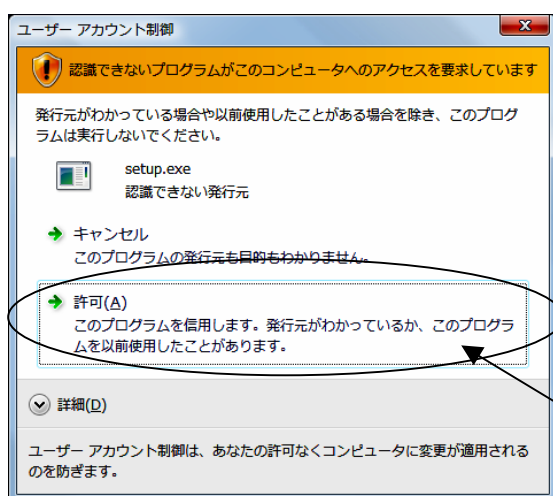 ユーザー アカウント制御
認識できないプログラムがこのコンピュータへのアクセスを要求しています
発行元がわかっている場合や以前使用したことがある場合を除き、このプログ
ラムは実行しないでください。
setup.exe
認識できない発行元
キャンセル
このプログラムの発行元も目的もわかりません。
許可(A)
このプログラムを信用します。発行元がわかっているか、このプログラ
ムを以前使用したことがあります。
詳細(D)
ユーザー アカウント制御は、あなたの許可なくコンピュータに変更が適用される
のを防ぎます。